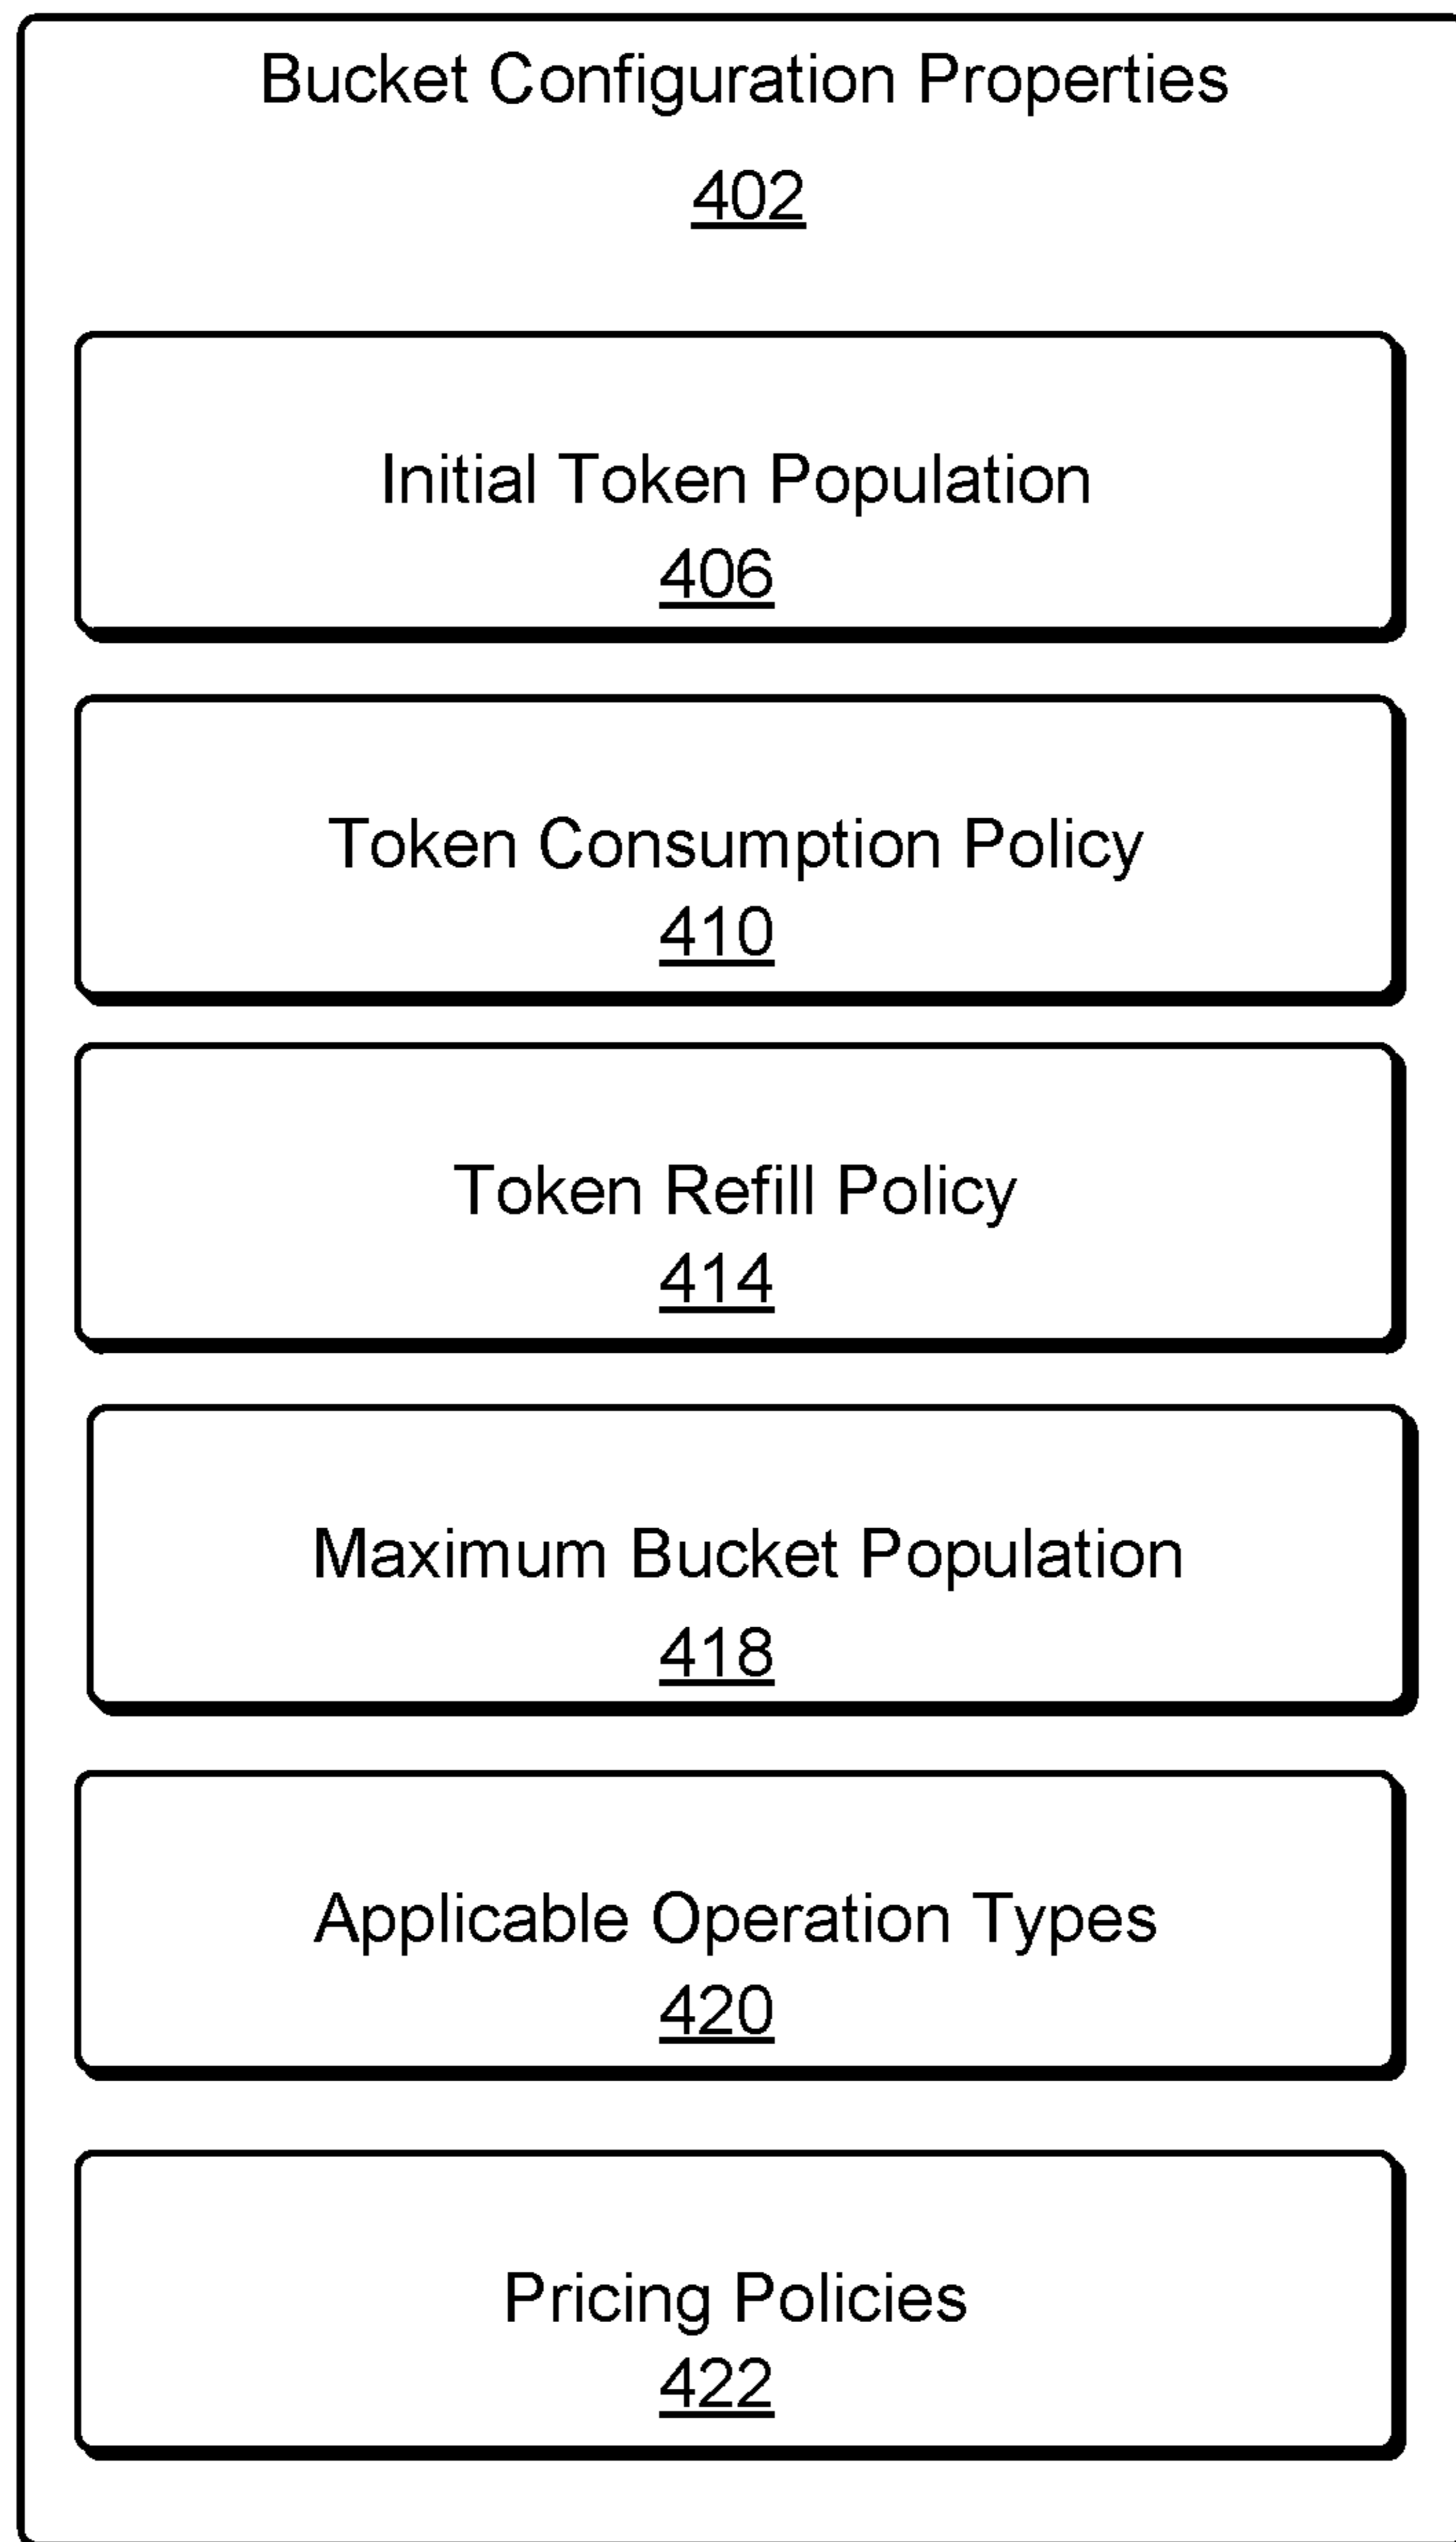 Bucket Configuration Properties
402
Initial Token Population
406
Token Consumption Policy
410
Token Refill Policy
414
Maximum Bucket Population
418
Applicable Operation Types
420
Pricing Policies
422